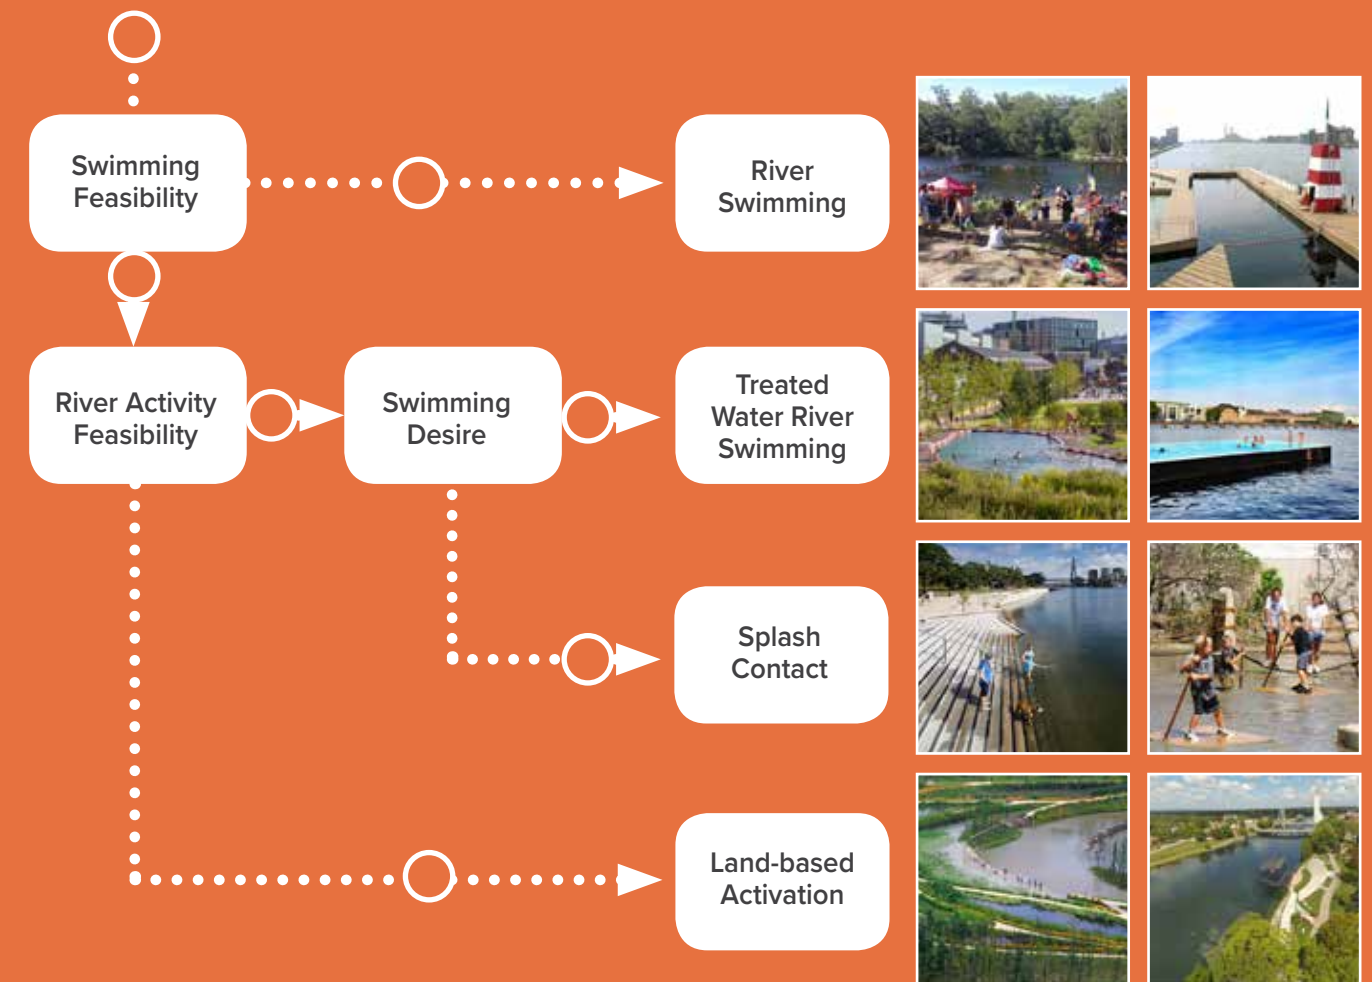 Swimming
Feasibility
River
Swimming
River Activity
Feasibility
Swimming
Desire
Treated
Water River
Swimming
Splash
Contact
Land-based
Activation